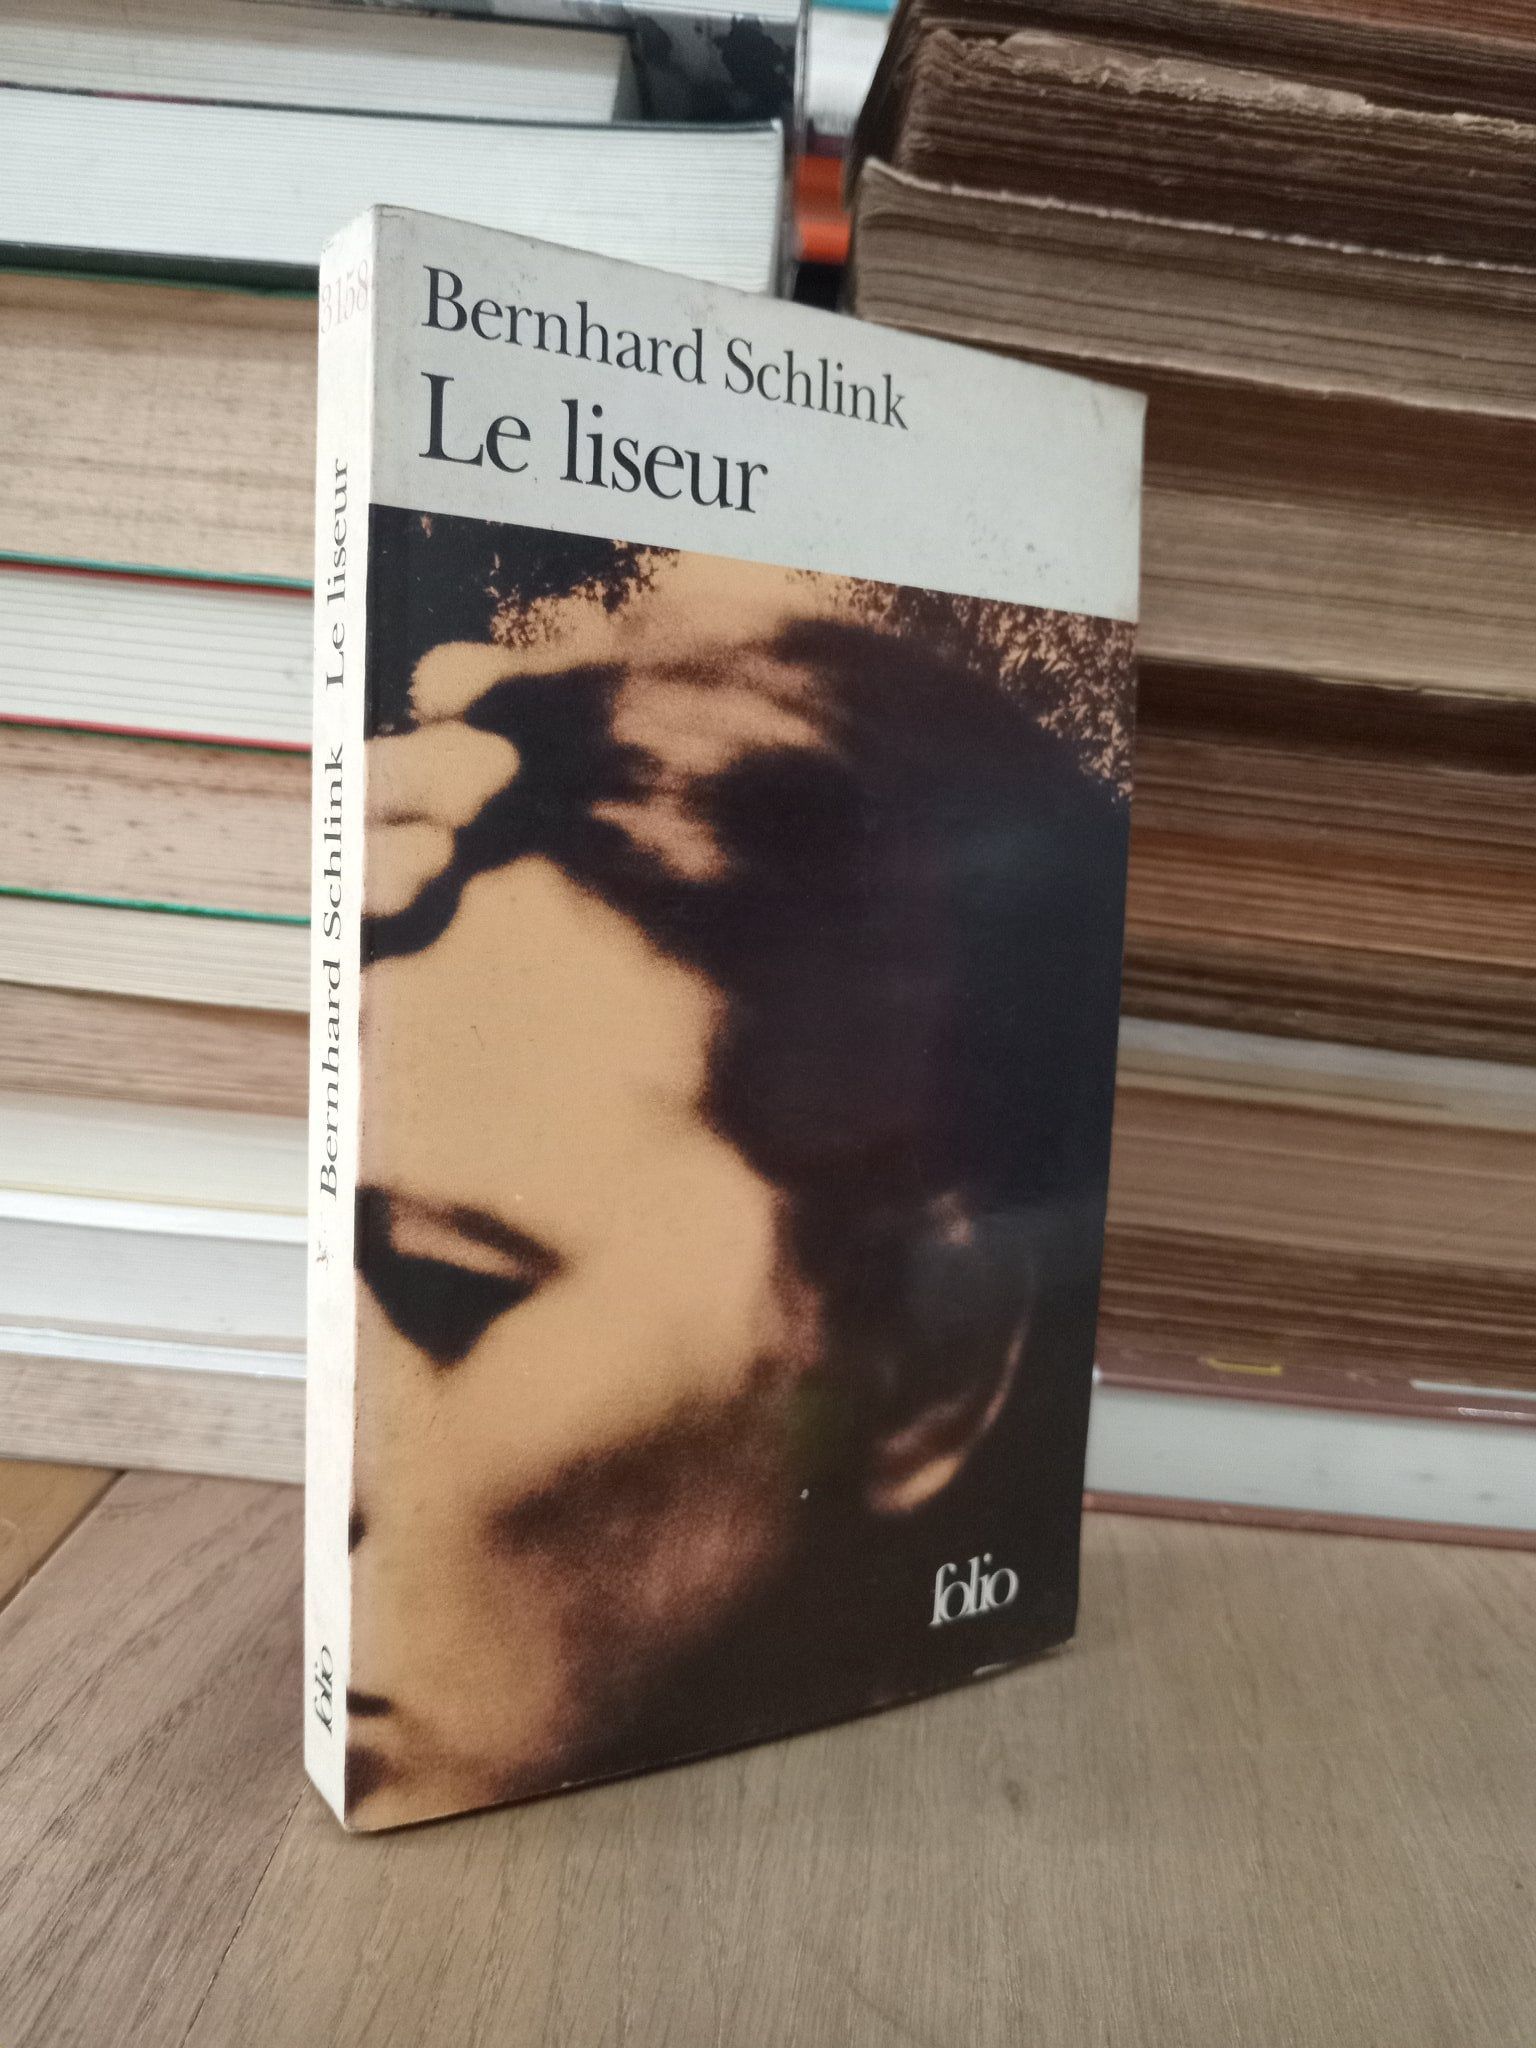 Bernhard Schlink
Le liseur
folio
3158
Bernhard Schlink Le liseur
folio